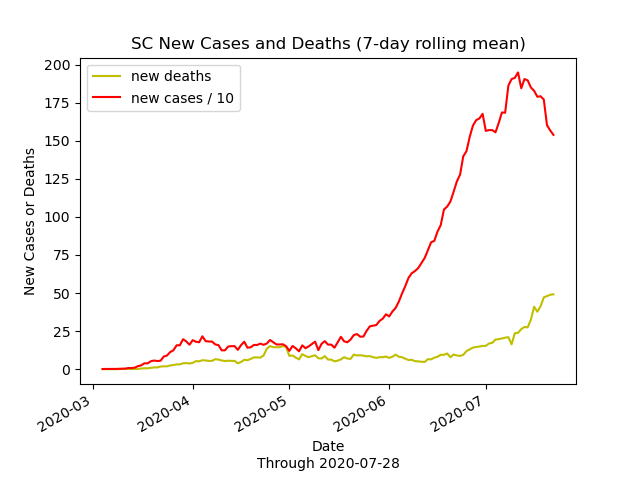 SC New Cases and Deaths (7-day rolling mean)
new deaths
new cases / 10
200
175
150
125
100
75
50
25
0
New Cases or Deaths
2020-03
2020-04
2020-05
2020-06
2020-07
Date
Through 2020-07-28